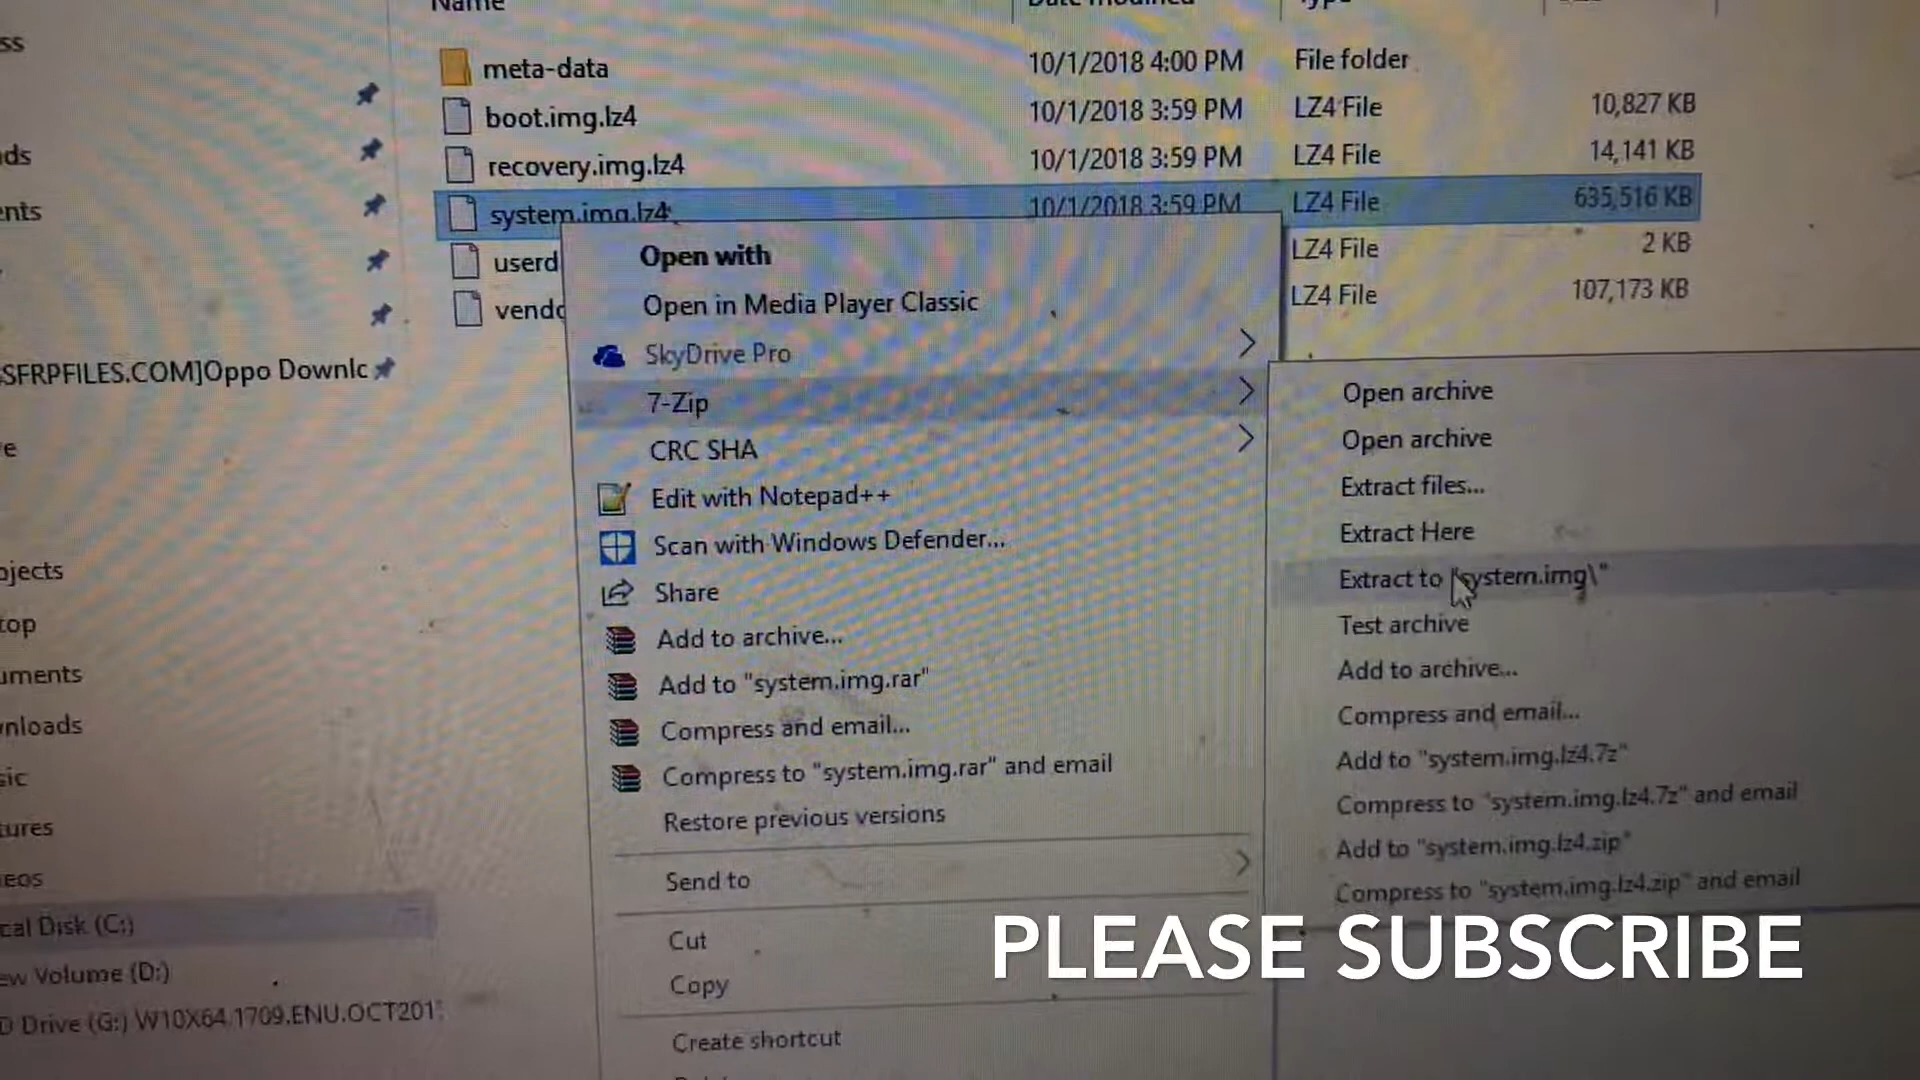 Name Date modified Type
meta-data 10/1/2018 4:00 PM File folder
boot.img.lz4 10/1/2018 3:59 PM LZ4 File 10,827 KB
recovery.img.lz4 10/1/2018 3:59 PM LZ4 File 14,141 KB
system.img.lz4 10/1/2018 3:59 PM LZ4 File 635,516 KB
userd LZ4 File 2 KB
vend LZ4 File 107,173 KB
ss
ds
ents
SFRPFILES.COM]Oppo Downlc
e
ojects
top
uments
wnloads
sic
tures
eos
cal Disk (C:)
ew Volume (D:)
D Drive (G:) W10X64.1709.ENU.OCT201
Open with
Open in Media Player Classic
SkyDrive Pro
7-Zip
CRC SHA
Edit with Notepad++
Scan with Windows Defender...
Share
Add to archive...
Add to "system.img.rar"
Compress and email...
Compress to "system.img.rar" and email
Restore previous versions
Send to
Cut
Copy
Create shortcut
Open archive
Open archive
Extract files...
Extract Here
Extract to "system.img\"
Test archive
Add to archive...
Compress and email...
Add to "system.img.lz4.7z"
Compress to "system.img.lz4.7z" and email
Add to "system.img.lz4.zip"
Compress to "system.img.lz4.zip" and email
PLEASE SUBSCRIBE